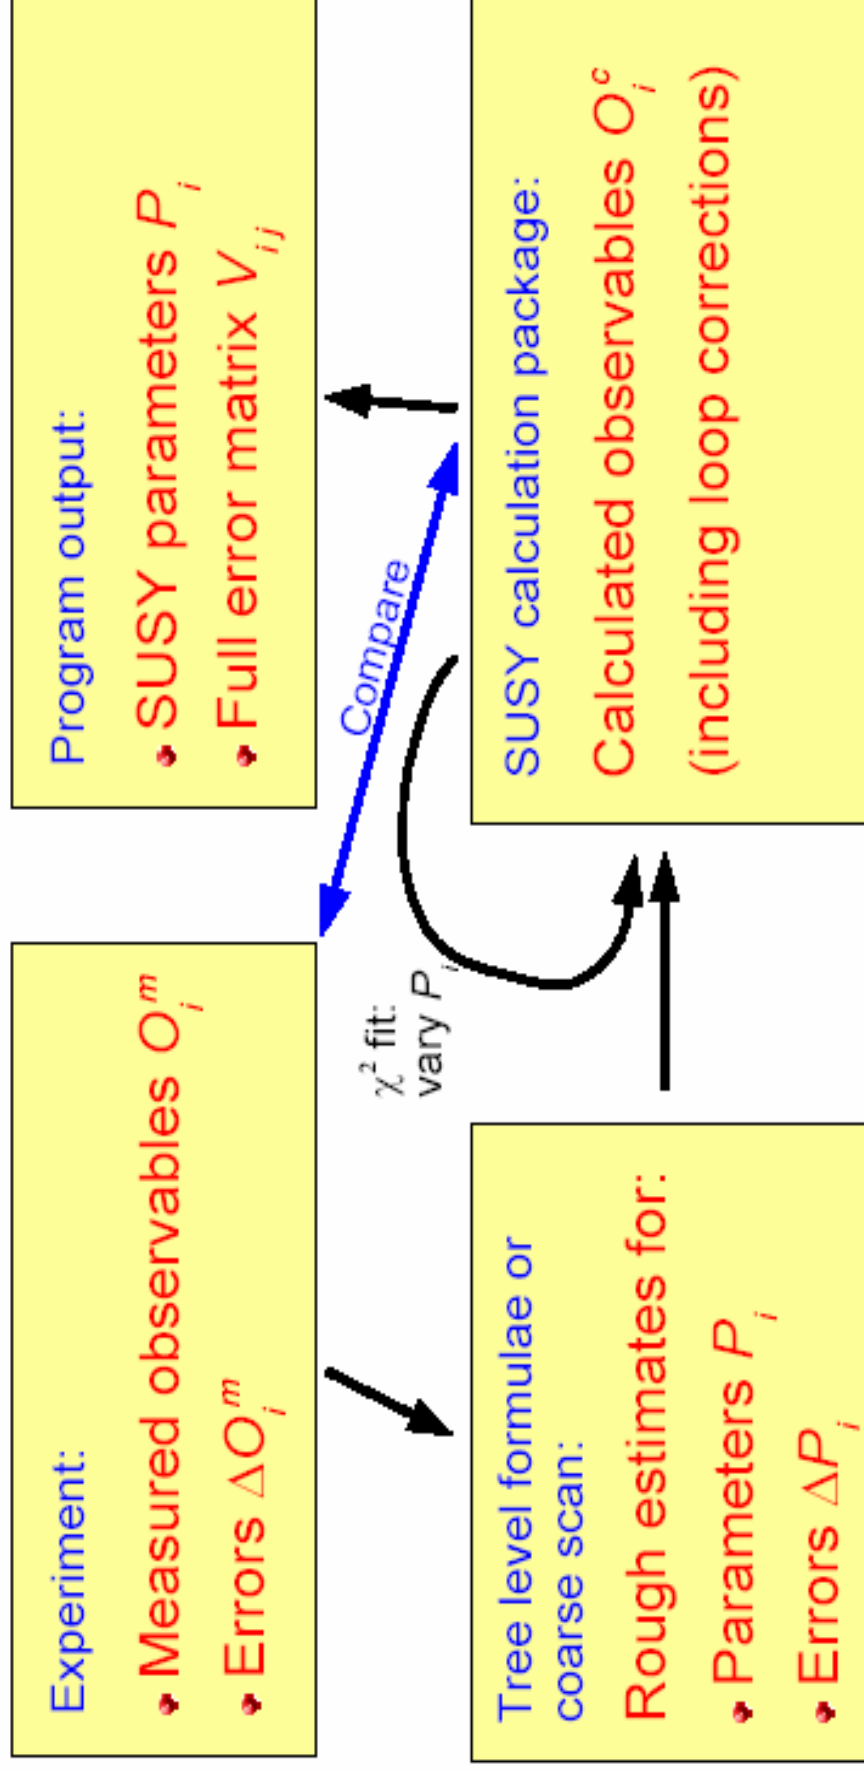 Experiment:
Measured observables O_i^m
Errors ΔO_i^m
Program output:
SUSY parameters P_i
Full error matrix V_ij
χ² fit:
vary P_i
Compare
Tree level formulae or
coarse scan:
Rough estimates for:
Parameters P_i
Errors ΔP_i
SUSY calculation package:
Calculated observables O_i^c
(including loop corrections)